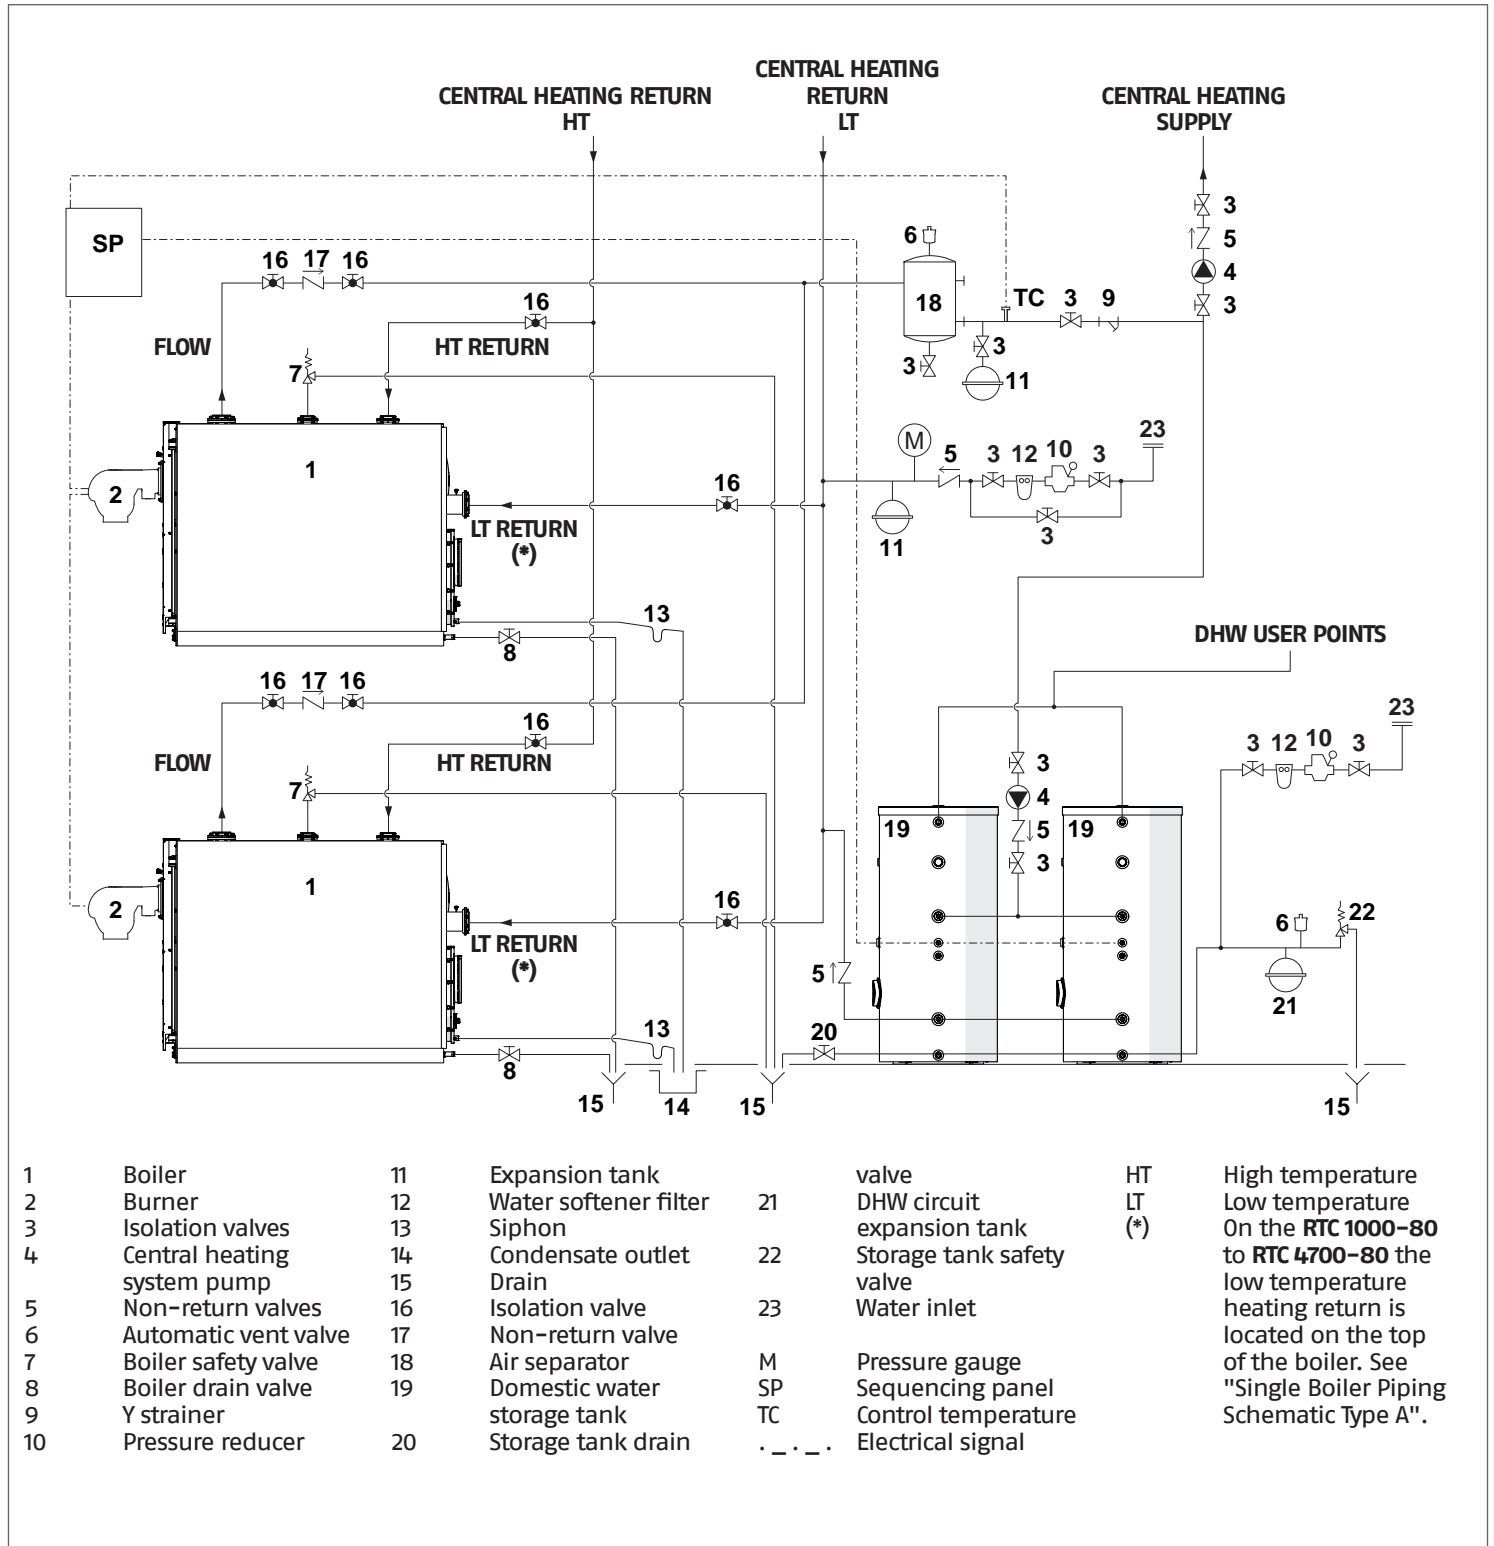 CENTRAL HEATING RETURN
HT
CENTRAL HEATING
RETURN
LT
CENTRAL HEATING
SUPPLY
3
5
4
3
SP
16 17 16
16
6
18
TC 3 9
FLOW
HT RETURN
7
3
3
11
1
2
16
LT RETURN
(*)
M
5 3 12 10 3
23
3
11
13
8
DHW USER POINTS
16 17 16
16
FLOW
HT RETURN
7
3
4
5
3
19
19
23
3 12 10 3
1
2
16
LT RETURN
(*)
5
6
22
21
20
13
8
15
14
15
15
1 Boiler
2 Burner
3 Isolation valves
4 Central heating
system pump
5 Non-return valves
6 Automatic vent valve
7 Boiler safety valve
8 Boiler drain valve
9 Y strainer
10 Pressure reducer
11 Expansion tank
12 Water softener filter
13 Siphon
14 Condensate outlet
15 Drain
16 Isolation valve
17 Non-return valve
18 Air separator
19 Domestic water
storage tank
20 Storage tank drain
valve
21 DHW circuit
expansion tank
22 Storage tank safety
valve
23 Water inlet
M Pressure gauge
SP Sequencing panel
TC Control temperature
. _ . _ . Electrical signal
HT High temperature
LT Low temperature
(*) On the RTC 1000-80
to RTC 4700-80 the
low temperature
heating return is
located on the top
of the boiler. See
"Single Boiler Piping
Schematic Type A".